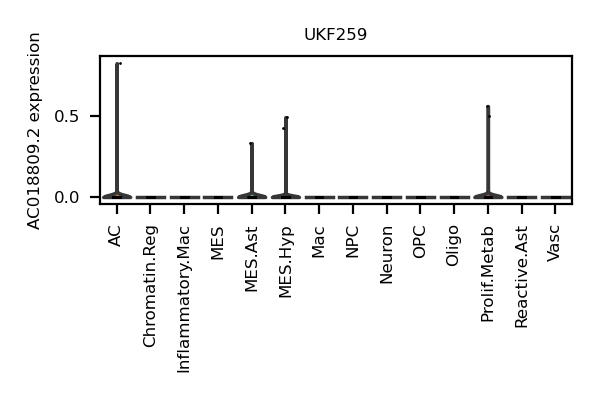 UKF259
AC018809.2 expression
0.5
0.0
AC
Chromatin.Reg
Inflammatory.Mac
MES
MES.Ast
MES.Hyp
Mac
NPC
Neuron
OPC
Oligo
Prolif.Metab
Reactive.Ast
Vasc